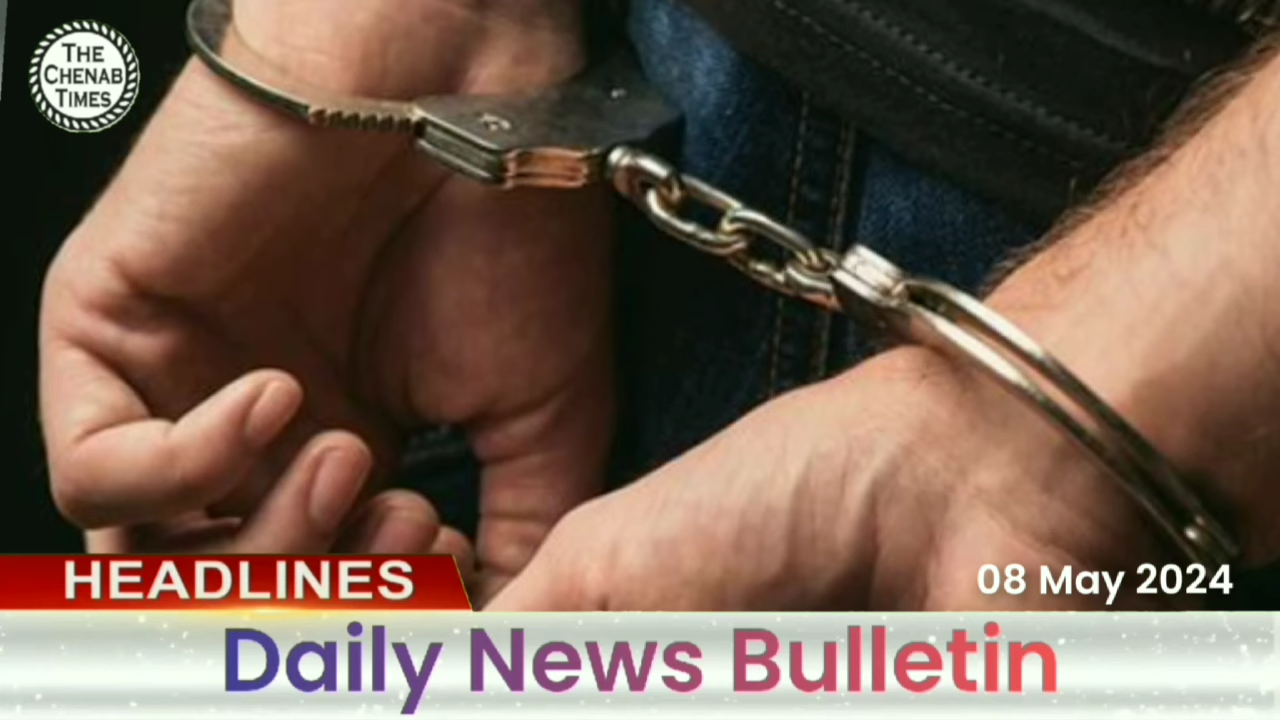 THE
CHENAB
TIMES
HEADLINES
08 May 2024
Daily News Bulletin